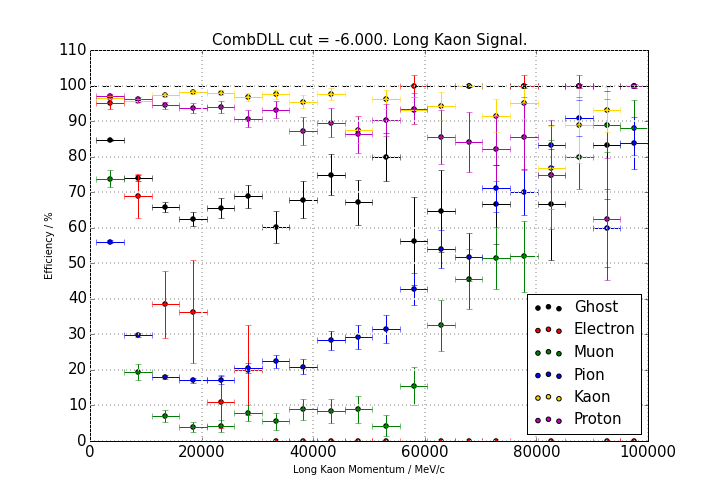 CombDLL cut = -6.000. Long Kaon Signal.
110
100
90
80
70
60
50
40
30
20
10
0
Efficiency / %
0 20000 40000 60000 80000 100000
Long Kaon Momentum / MeV/c
Ghost
Electron
Muon
Pion
Kaon
Proton